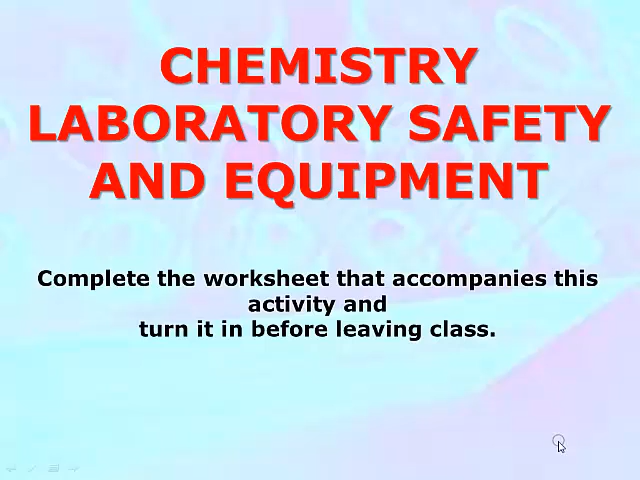 CHEMISTRY
LABORATORY SAFETY
AND EQUIPMENT
Complete the worksheet that accompanies this
activity and
turn it in before leaving class.